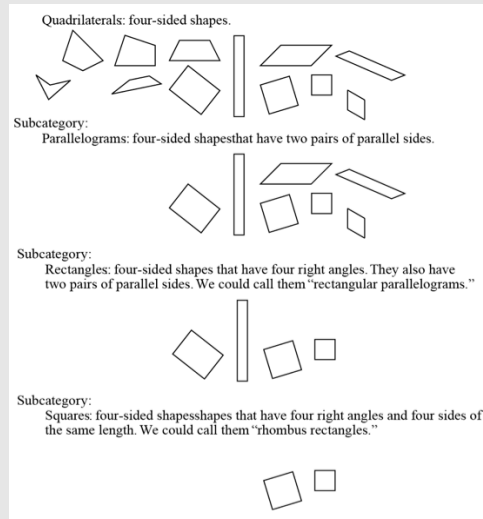 Quadrilaterals: four-sided shapes.
Subcategory:
Parallelograms: four-sided shapesthat have two pairs of parallel sides.
Subcategory:
Rectangles: four-sided shapes that have four right angles. They also have
two pairs of parallel sides. We could call them “rectangular parallelograms.”
Subcategory:
Squares: four-sided shapesshapes that have four right angles and four sides of
the same length. We could call them “rhombus rectangles.”